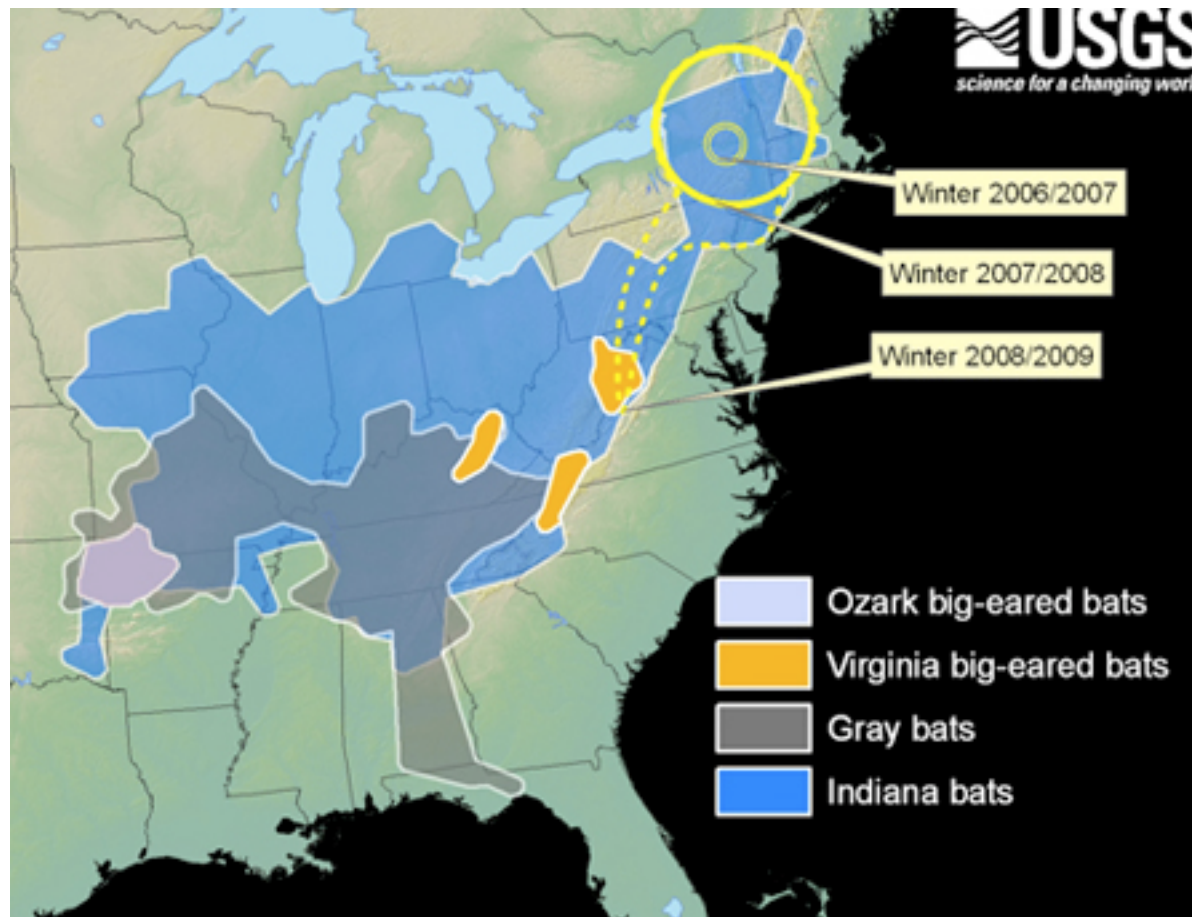 USGS
science for a changing worl
Winter 2006/2007
Winter 2007/2008
Winter 2008/2009
Ozark big-eared bats
Virginia big-eared bats
Gray bats
Indiana bats